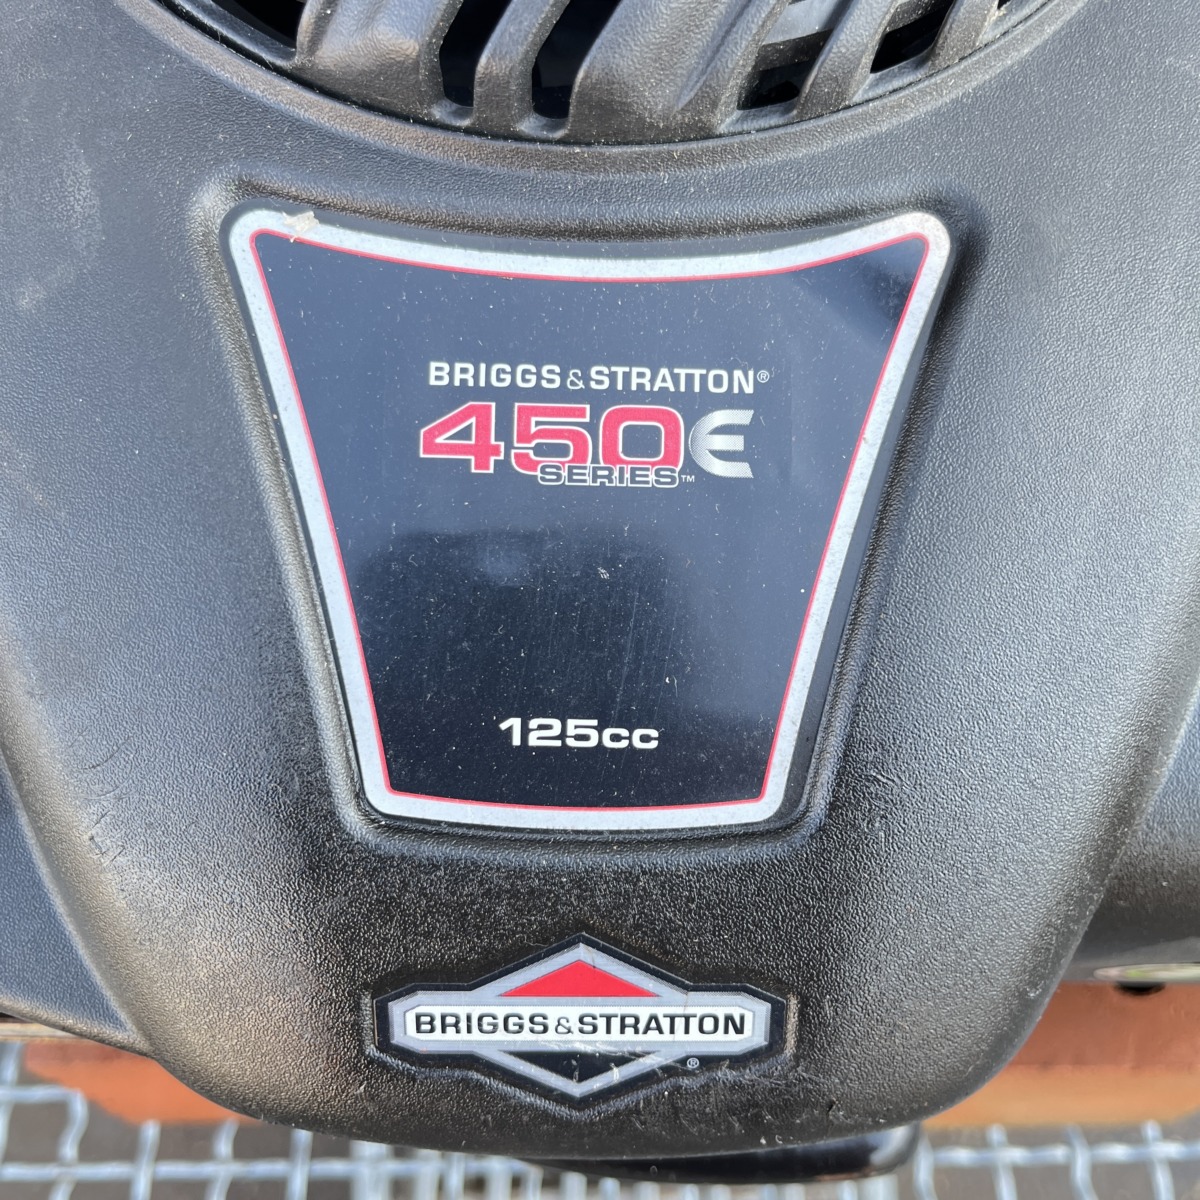 BRIGGS & STRATTON®
450E
SERIES™
125cc
BRIGGS & STRATTON
®